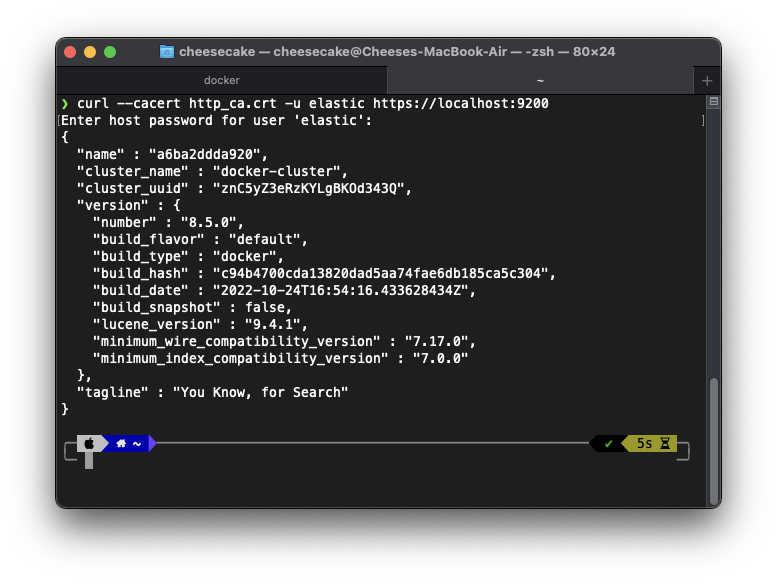 cheesecake — cheesecake@Cheeses-MacBook-Air — -zsh — 80×24
docker
~
❯ curl --cacert http_ca.crt -u elastic https://localhost:9200
[Enter host password for user 'elastic': ]
{
  "name" : "a6ba2ddda920",
  "cluster_name" : "docker-cluster",
  "cluster_uuid" : "znC5yZ3eRzKYLgBKOd343Q",
  "version" : {
    "number" : "8.5.0",
    "build_flavor" : "default",
    "build_type" : "docker",
    "build_hash" : "c94b4700cda13820dad5aa74fae6db185ca5c304",
    "build_date" : "2022-10-24T16:54:16.433628434Z",
    "build_snapshot" : false,
    "lucene_version" : "9.4.1",
    "minimum_wire_compatibility_version" : "7.17.0",
    "minimum_index_compatibility_version" : "7.0.0"
  },
  "tagline" : "You Know, for Search"
}
~ ✔ 5s